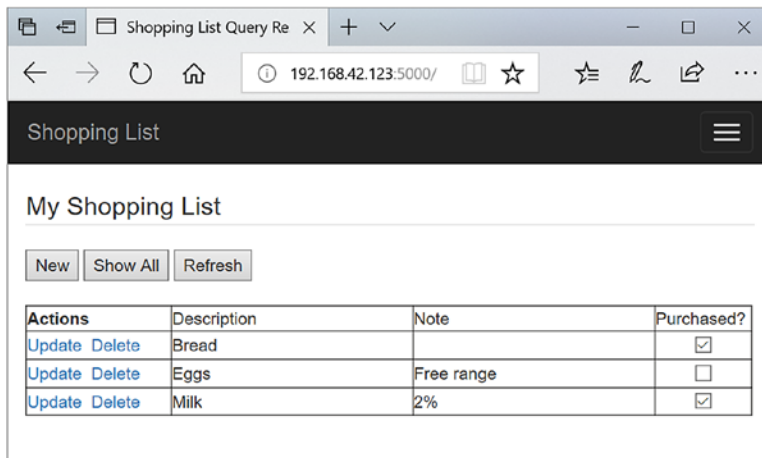 Shopping List Query Re
192.168.42.123:5000/
Shopping List
My Shopping List
New Show All Refresh
Actions Description Note Purchased?
Update Delete Bread
Update Delete Eggs Free range
Update Delete Milk 2%